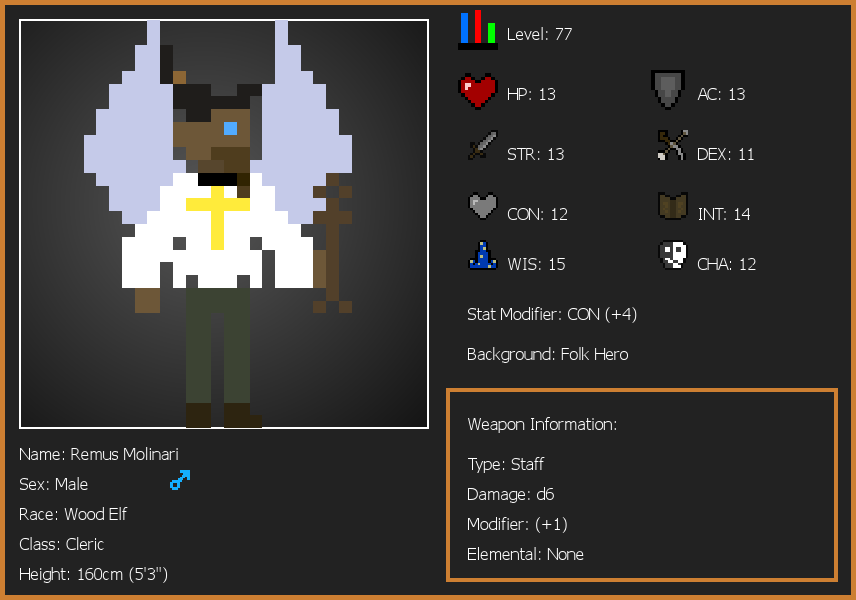 Level: 77
HP: 13
AC: 13
STR: 13
DEX: 11
CON: 12
INT: 14
WIS: 15
CHA: 12
Stat Modifier: CON (+4)
Background: Folk Hero
Weapon Information:
Type: Staff
Damage: d6
Modifier: (+1)
Elemental: None
Name: Remus Molinari
Sex: Male
Race: Wood Elf
Class: Cleric
Height: 160cm (5'3")